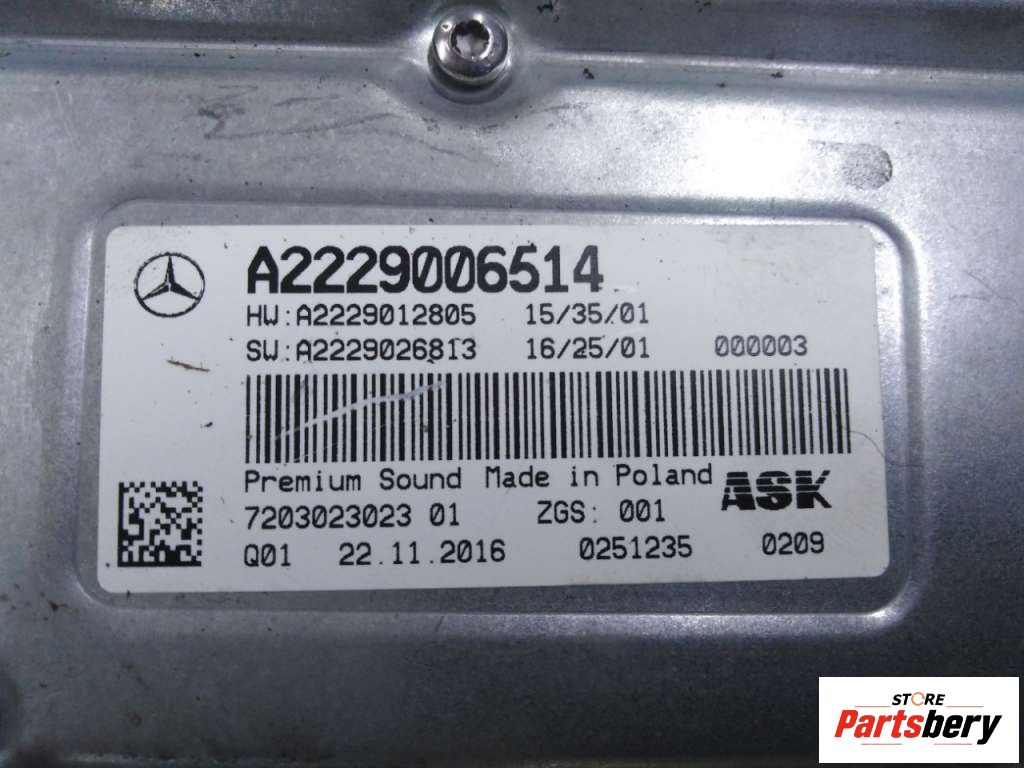 A2229006514
HW:A2229012805 15/35/01
SW:A2229026813 16/25/01 000003
Premium Sound Made in Poland ASK
7203023023 01 ZGS: 001
Q01 22.11.2016 0251235 0209
STORE
Partsbery